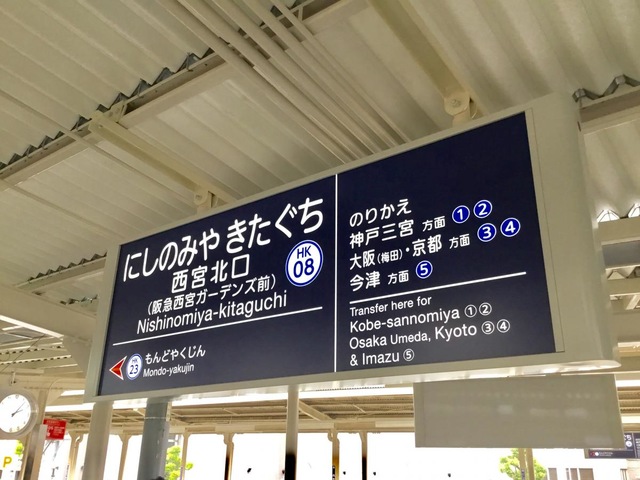 にしのみや きたぐち
西宮北口
(阪急西宮ガーデンズ前)
Nishinomiya-kitaguchi
HK
08
23
もんどやくじん
Mondo-yakujin
のりかえ
神戸三宮 方面 ① ②
大阪(梅田)・京都 方面 ③ ④
今津 方面 ⑤
Transfer here for
Kobe-sannomiya ① ②
Osaka Umeda, Kyoto ③ ④
& Imazu ⑤
P